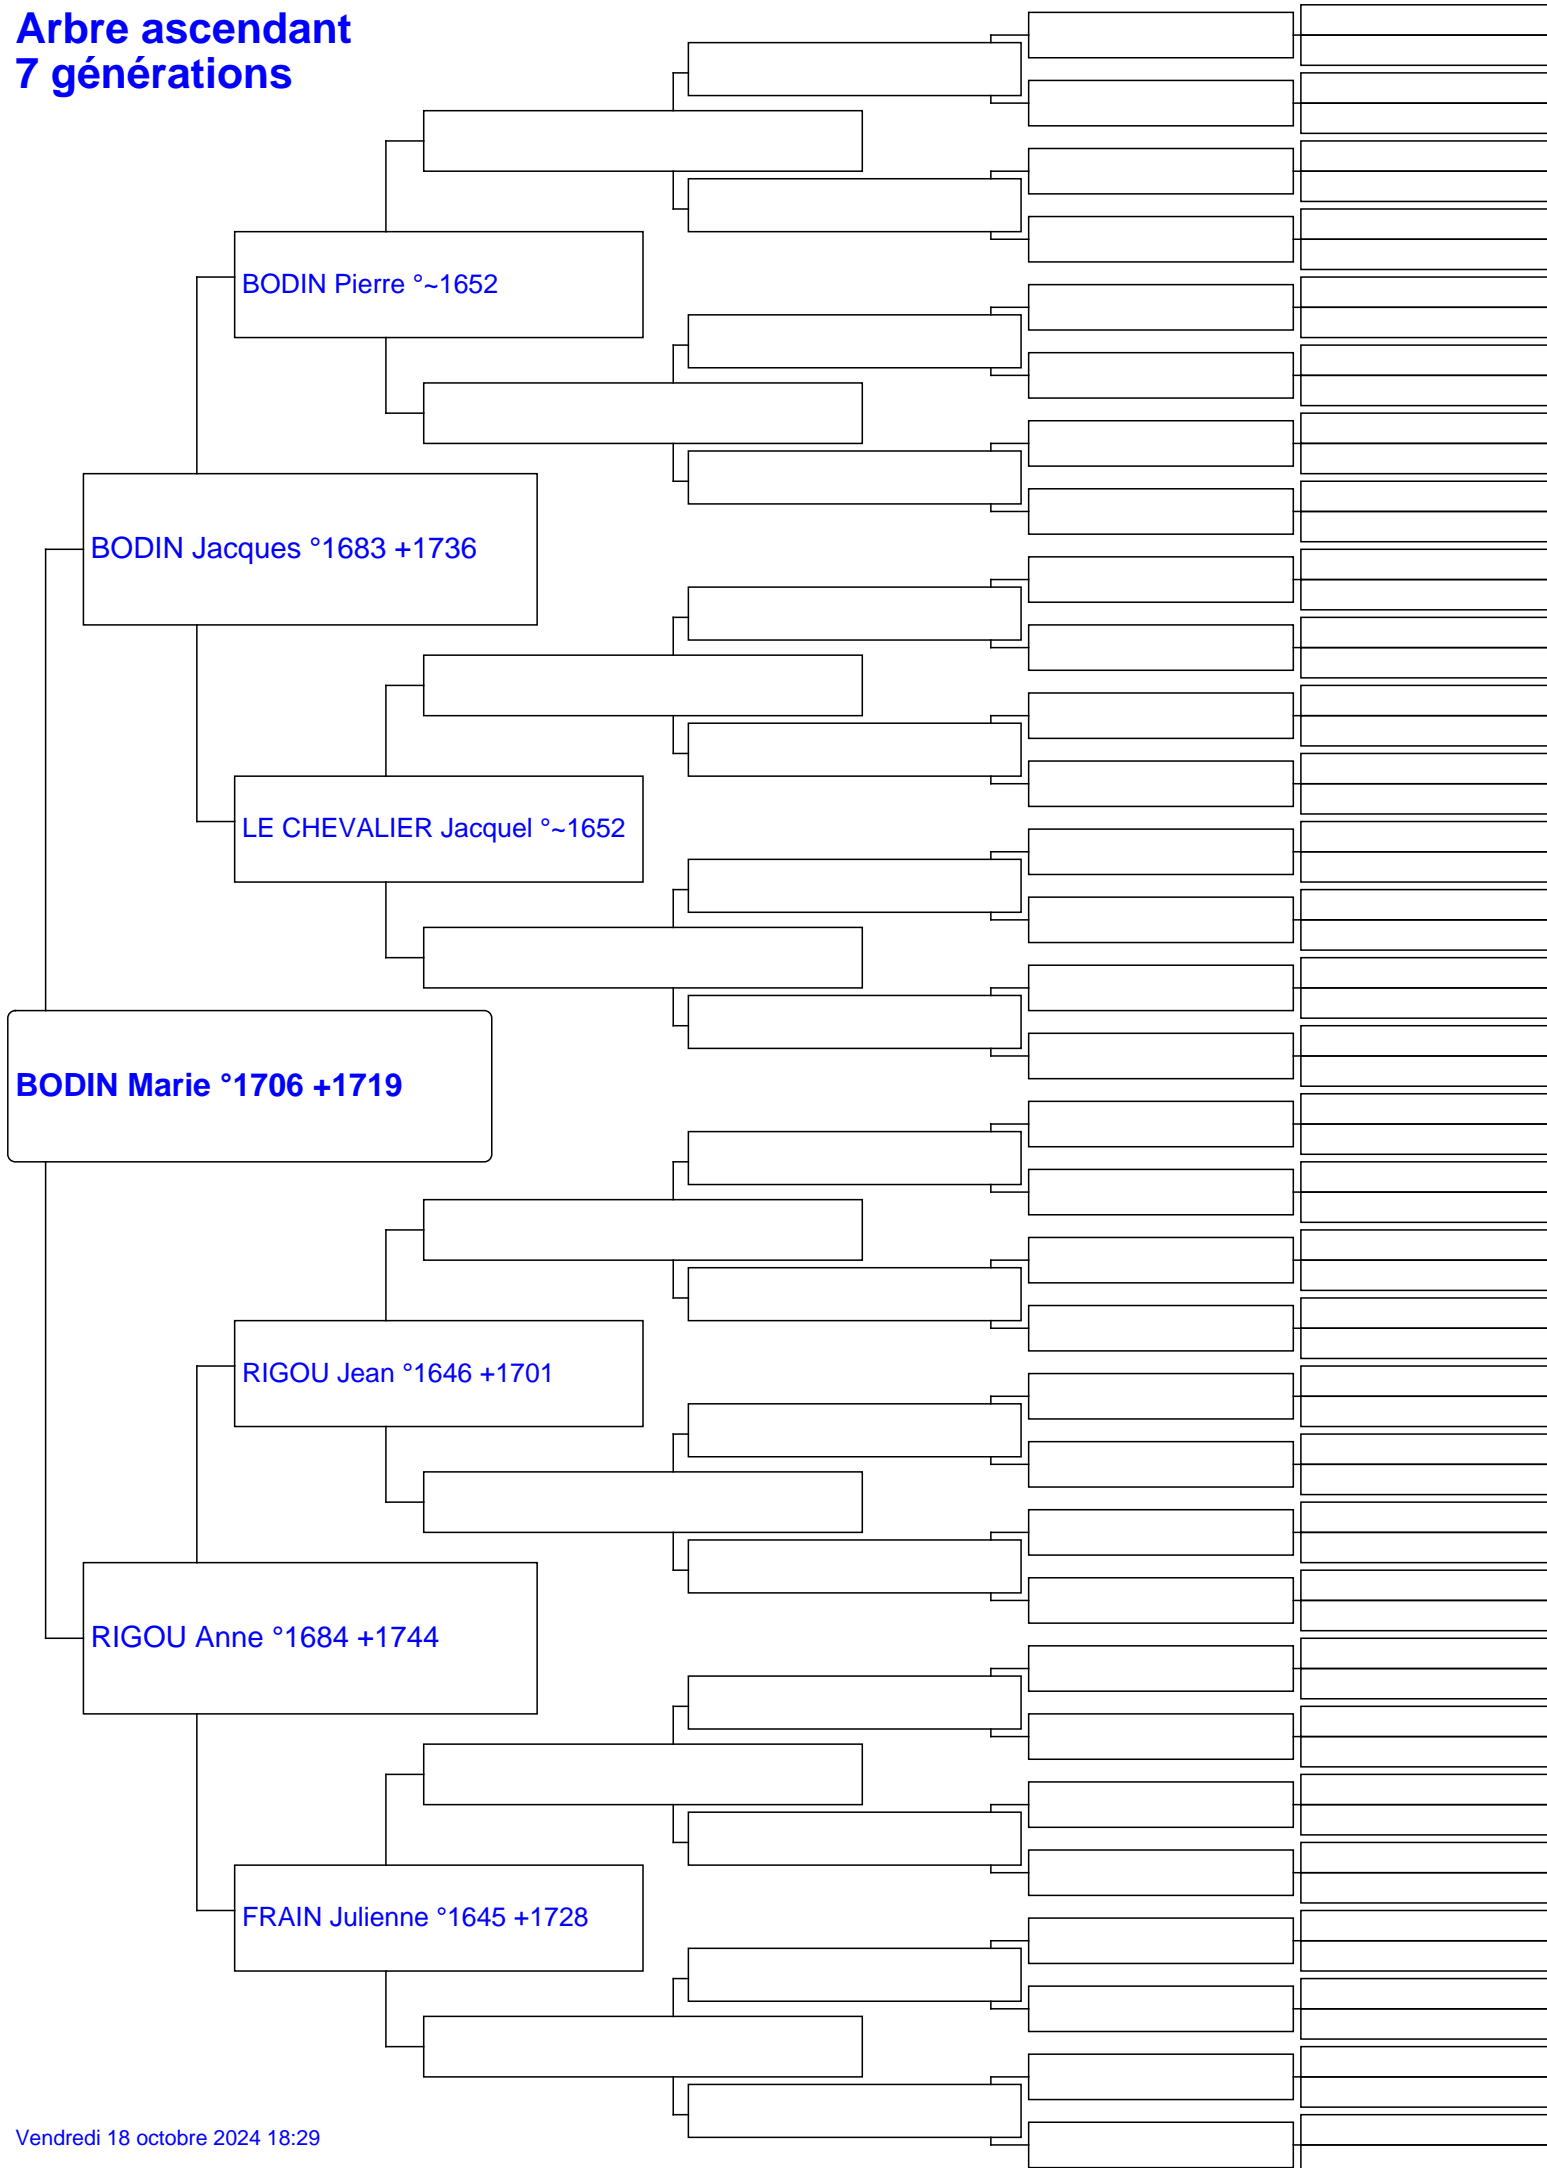 Arbre ascendant
7 générations
BODIN Pierre °~1652
BODIN Jacques °1683 +1736
LE CHEVALIER Jacquel °~1652
BODIN Marie °1706 +1719
RIGOU Jean °1646 +1701
RIGOU Anne °1684 +1744
FRAIN Julienne °1645 +1728
Vendredi 18 octobre 2024 18:29